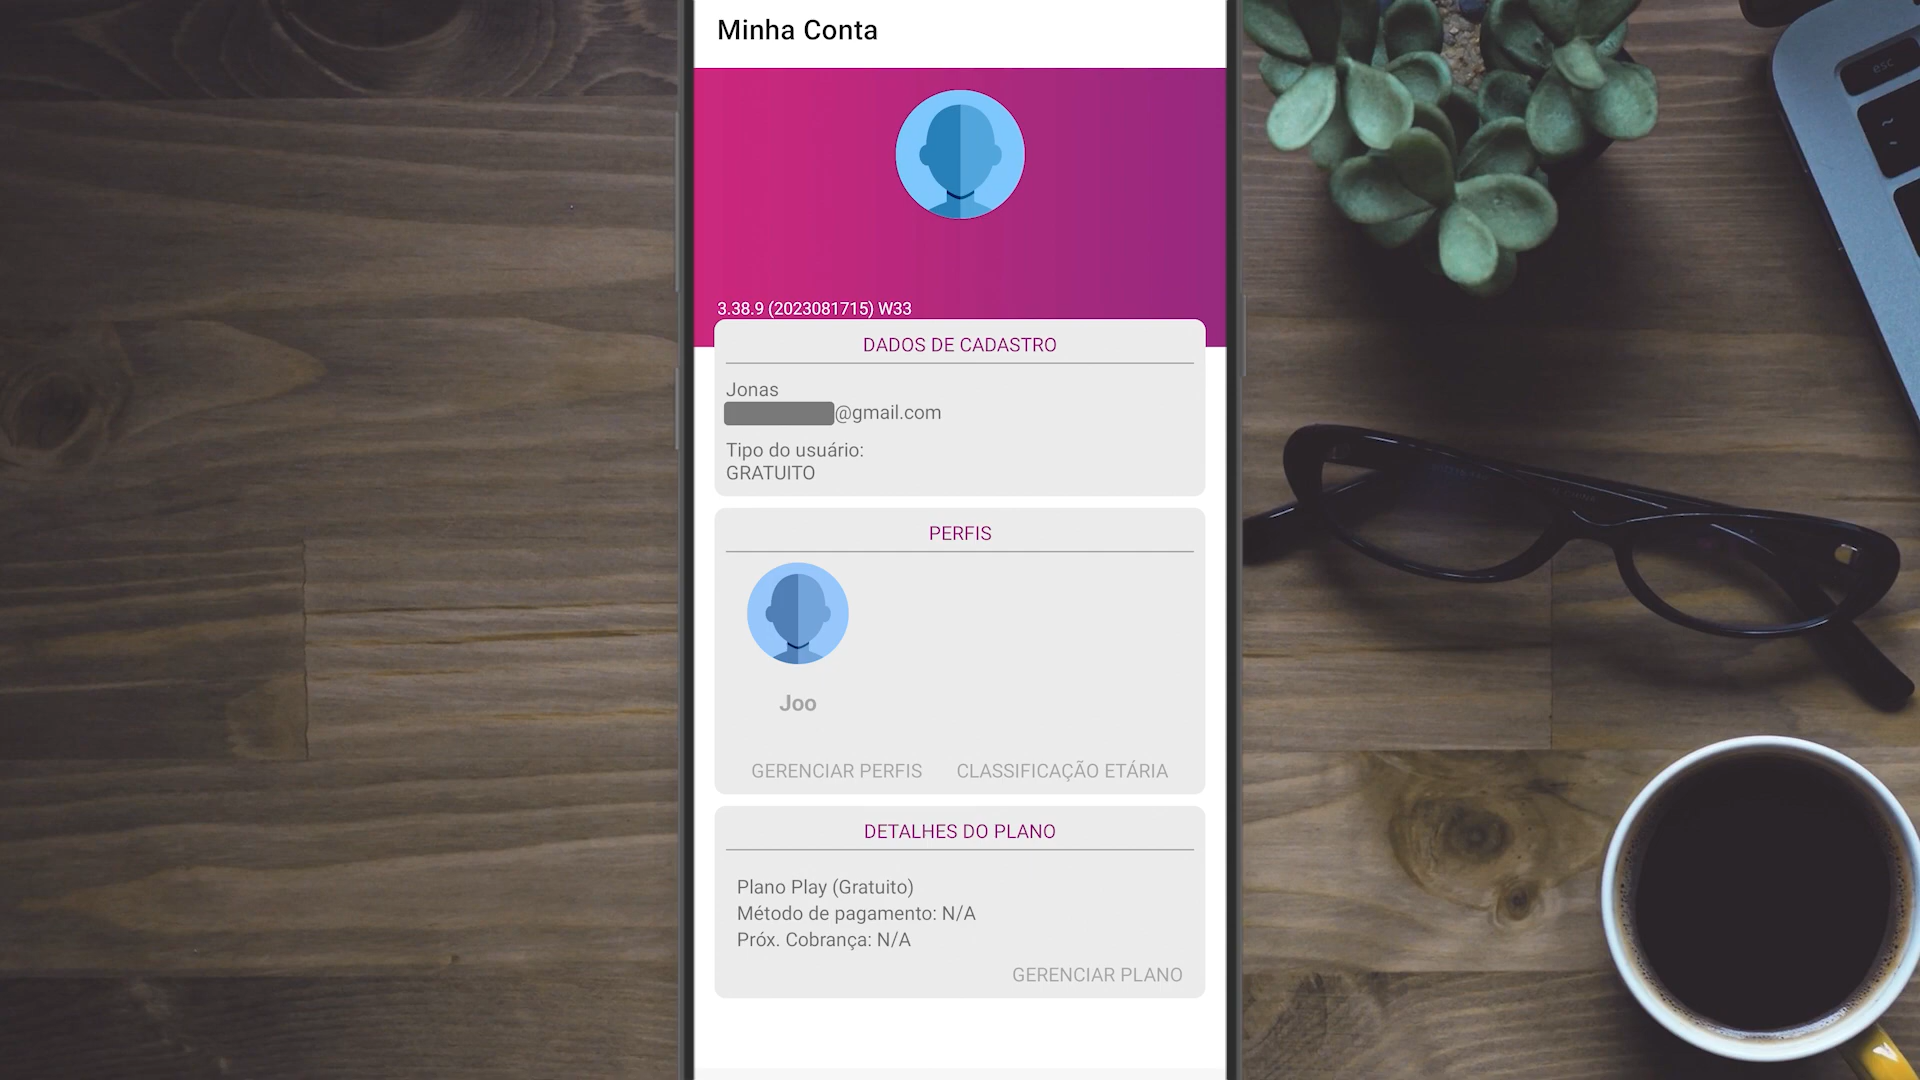 Minha Conta
3.38.9 (2023081715) W33
DADOS DE CADASTRO
Jonas
@gmail.com
Tipo do usuário:
GRATUITO
PERFIS
Joo
GERENCIAR PERFIS
CLASSIFICAÇÃO ETÁRIA
DETALHES DO PLANO
Plano Play (Gratuito)
Método de pagamento: N/A
Próx. Cobrança: N/A
GERENCIAR PLANO
esc